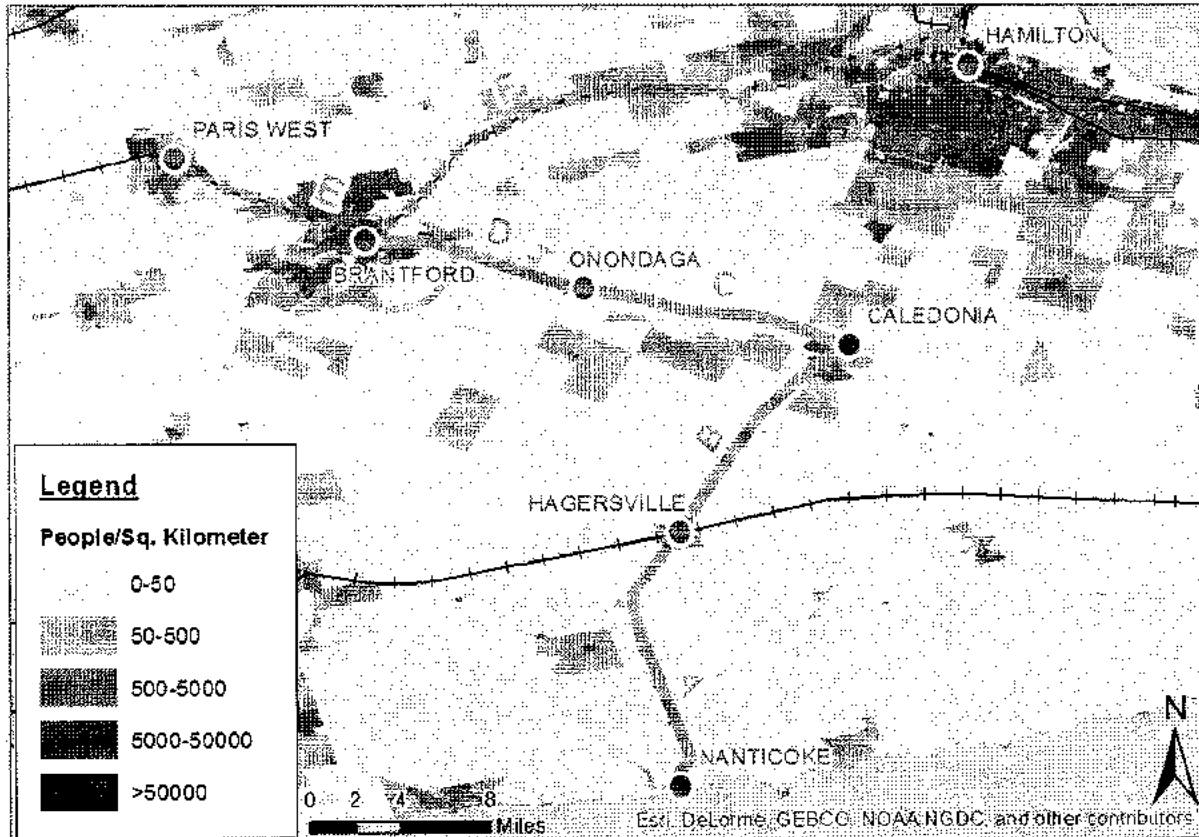 HAMILTON
PARIS WEST
BRANTFORD
ONONDAGA
CALEDONIA
HAGERSVILLE
NANTICOKE
F
E
D
C
B
Legend
People/Sq. Kilometer
0-50
50-500
500-5000
5000-50000
>50000
0 2 4 8
Miles
N
Esri, DeLorme, GEBCO, NOAA NGDC, and other contributors